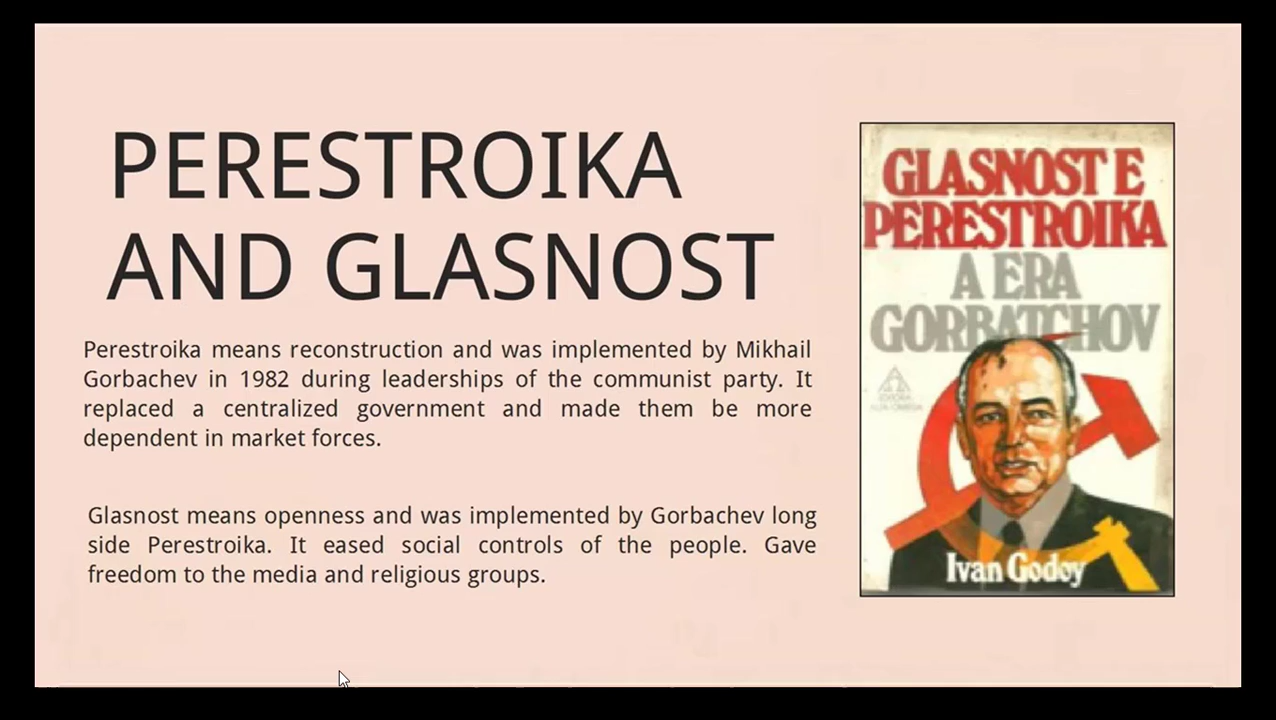 PERESTROIKA
AND GLASNOST
Perestroika means reconstruction and was implemented by Mikhail
Gorbachev in 1982 during leaderships of the communist party. It
replaced a centralized government and made them be more
dependent in market forces.
Glasnost means openness and was implemented by Gorbachev long
side Perestroika. It eased social controls of the people. Gave
freedom to the media and religious groups.
GLASNOST E
PERESTROIKA
A ERA
GORBATCHOV
Ivan Godoy